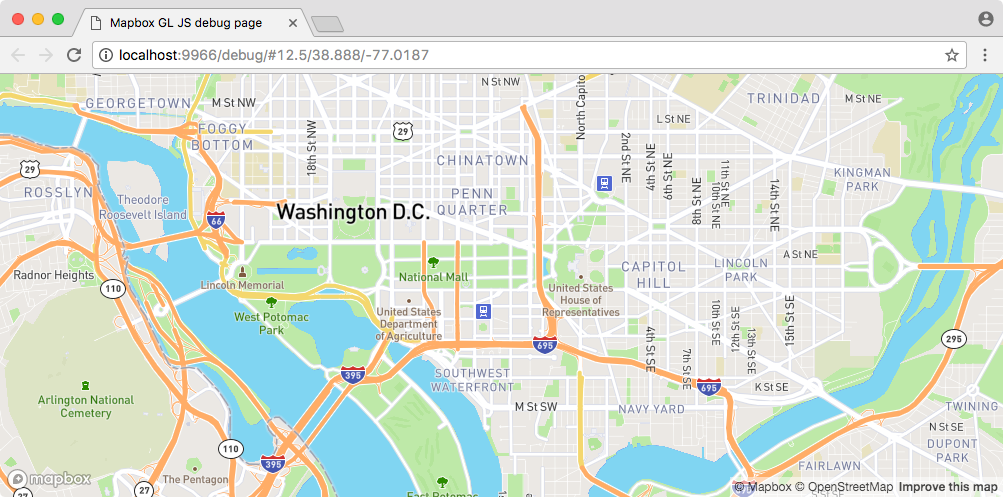 Mapbox GL JS debug page
localhost:9966/debug/#12.5/38.888/-77.0187
N St NW
GEORGETOWN
M St NW
TRINIDAD
M St NE
North Capitol
L St NE
FOGGY
BOTTOM
18th St NW
29
CHINATOWN
2nd St NE
4th St NE
6th St NE
11th St NE
10th St NE
8th St NE
14th St NE
29
ROSSLYN
Theodore
Roosevelt Island
KINGMAN
PARK
PENN
QUARTER
66
Washington D.C.
A St NE
Radnor Heights
National Mall
CAPITOL
HILL
LINCOLN
PARK
110
Lincoln Memorial
United States
House of
Representatives
West Potomac
Park
United States
Department
of Agriculture
10th St SE
12th St SE
13th St SE
15th St SE
4th St SE
7th St SE
695
295
395
SOUTHWEST
WATERFRONT
695
K St SE
Arlington National
Cemetery
M St SW
NAVY YARD
TWINING
N St SE
110
DUPONT
PARK
395
The Pentagon
FAIRLAWN
mapbox
27
27
East Potomac
© Mapbox © OpenStreetMap Improve this map